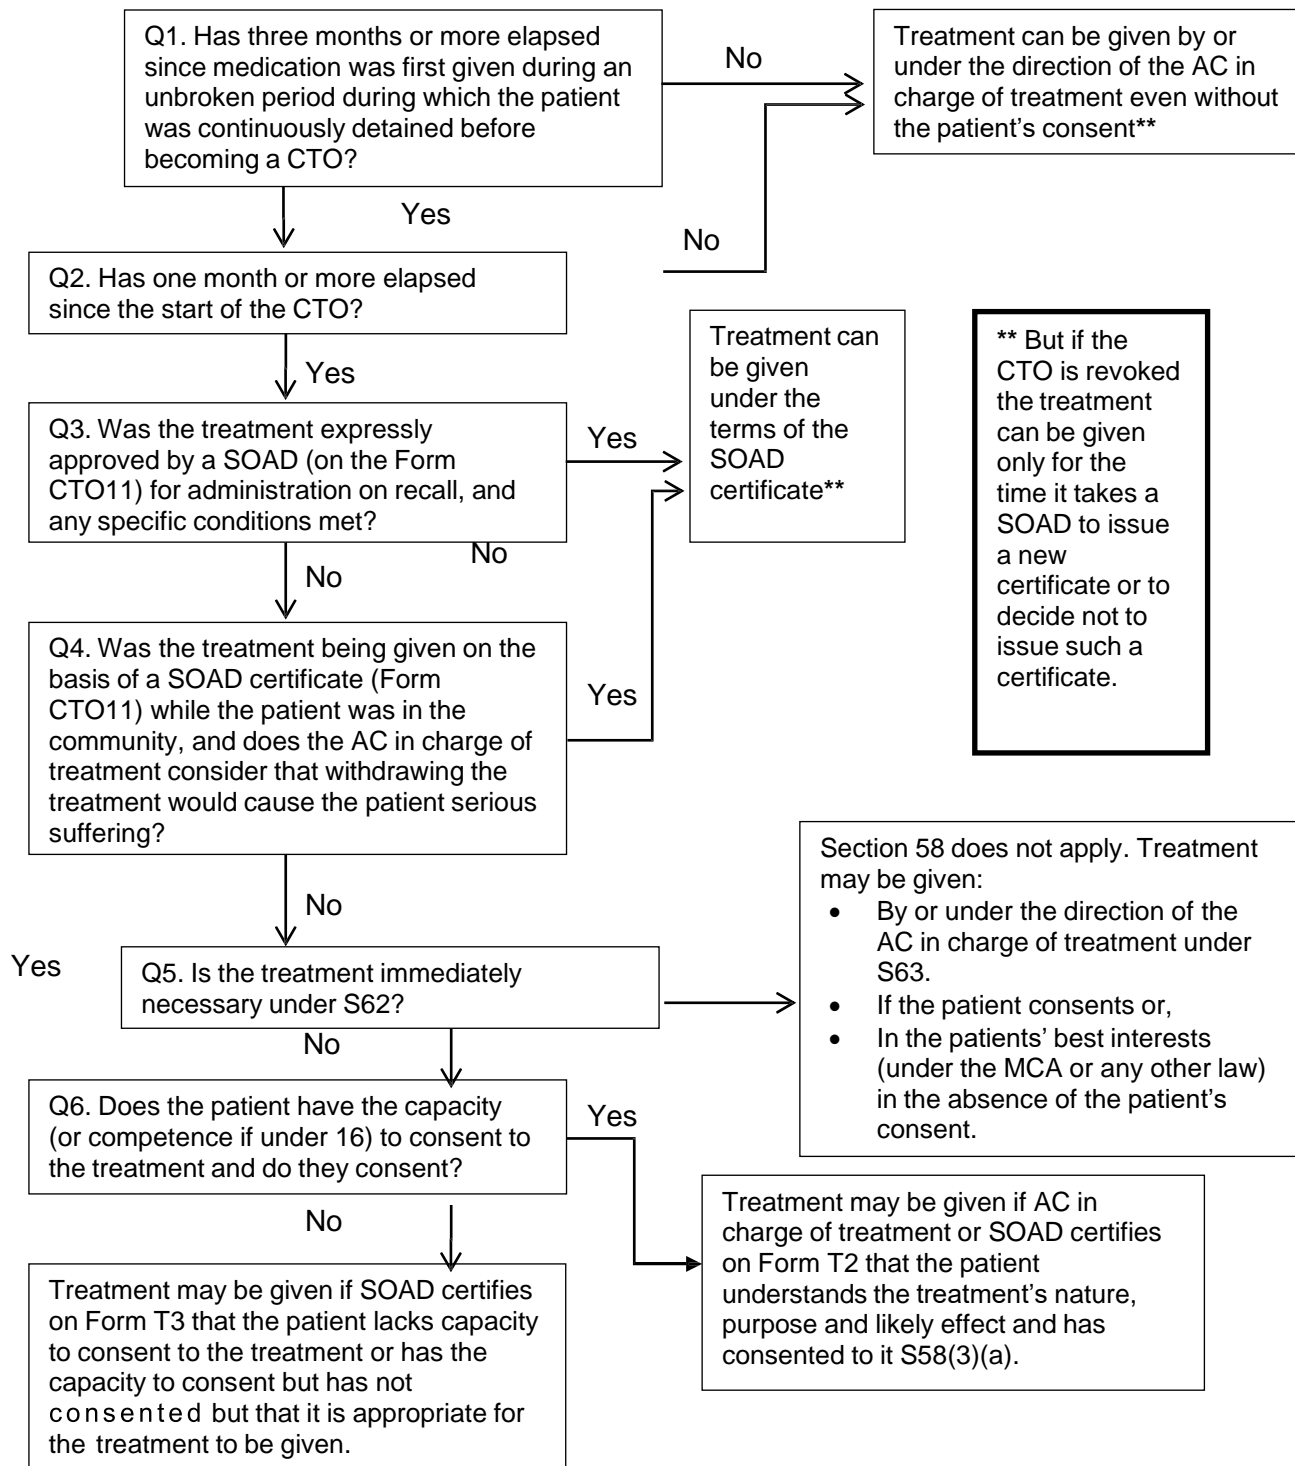 Q1. Has three months or more elapsed
since medication was first given during an
unbroken period during which the patient
was continuously detained before
becoming a CTO?
No
Treatment can be given by or
under the direction of the AC in
charge of treatment even without
the patient’s consent**
Yes
No
Q2. Has one month or more elapsed
since the start of the CTO?
Yes
Q3. Was the treatment expressly
approved by a SOAD (on the Form
CTO11) for administration on recall, and
any specific conditions met?
Yes
Treatment can
be given
under the
terms of the
SOAD
certificate**
** But if the
CTO is revoked
the treatment
can be given
only for the
time it takes a
SOAD to issue
a new
certificate or to
decide not to
issue such a
certificate.
No
No
Q4. Was the treatment being given on the
basis of a SOAD certificate (Form
CTO11) while the patient was in the
community, and does the AC in charge of
treatment consider that withdrawing the
treatment would cause the patient serious
suffering?
Yes
No
Yes
Q5. Is the treatment immediately
necessary under S62?
Section 58 does not apply. Treatment
may be given:
• By or under the direction of the
AC in charge of treatment under
S63.
• If the patient consents or,
• In the patients’ best interests
(under the MCA or any other law)
in the absence of the patient’s
consent.
No
Q6. Does the patient have the capacity
(or competence if under 16) to consent to
the treatment and do they consent?
Yes
No
Treatment may be given if AC in
charge of treatment or SOAD certifies
on Form T2 that the patient
understands the treatment’s nature,
purpose and likely effect and has
consented to it S58(3)(a).
Treatment may be given if SOAD certifies
on Form T3 that the patient lacks capacity
to consent to the treatment or has the
capacity to consent but has not
consented but that it is appropriate for
the treatment to be given.